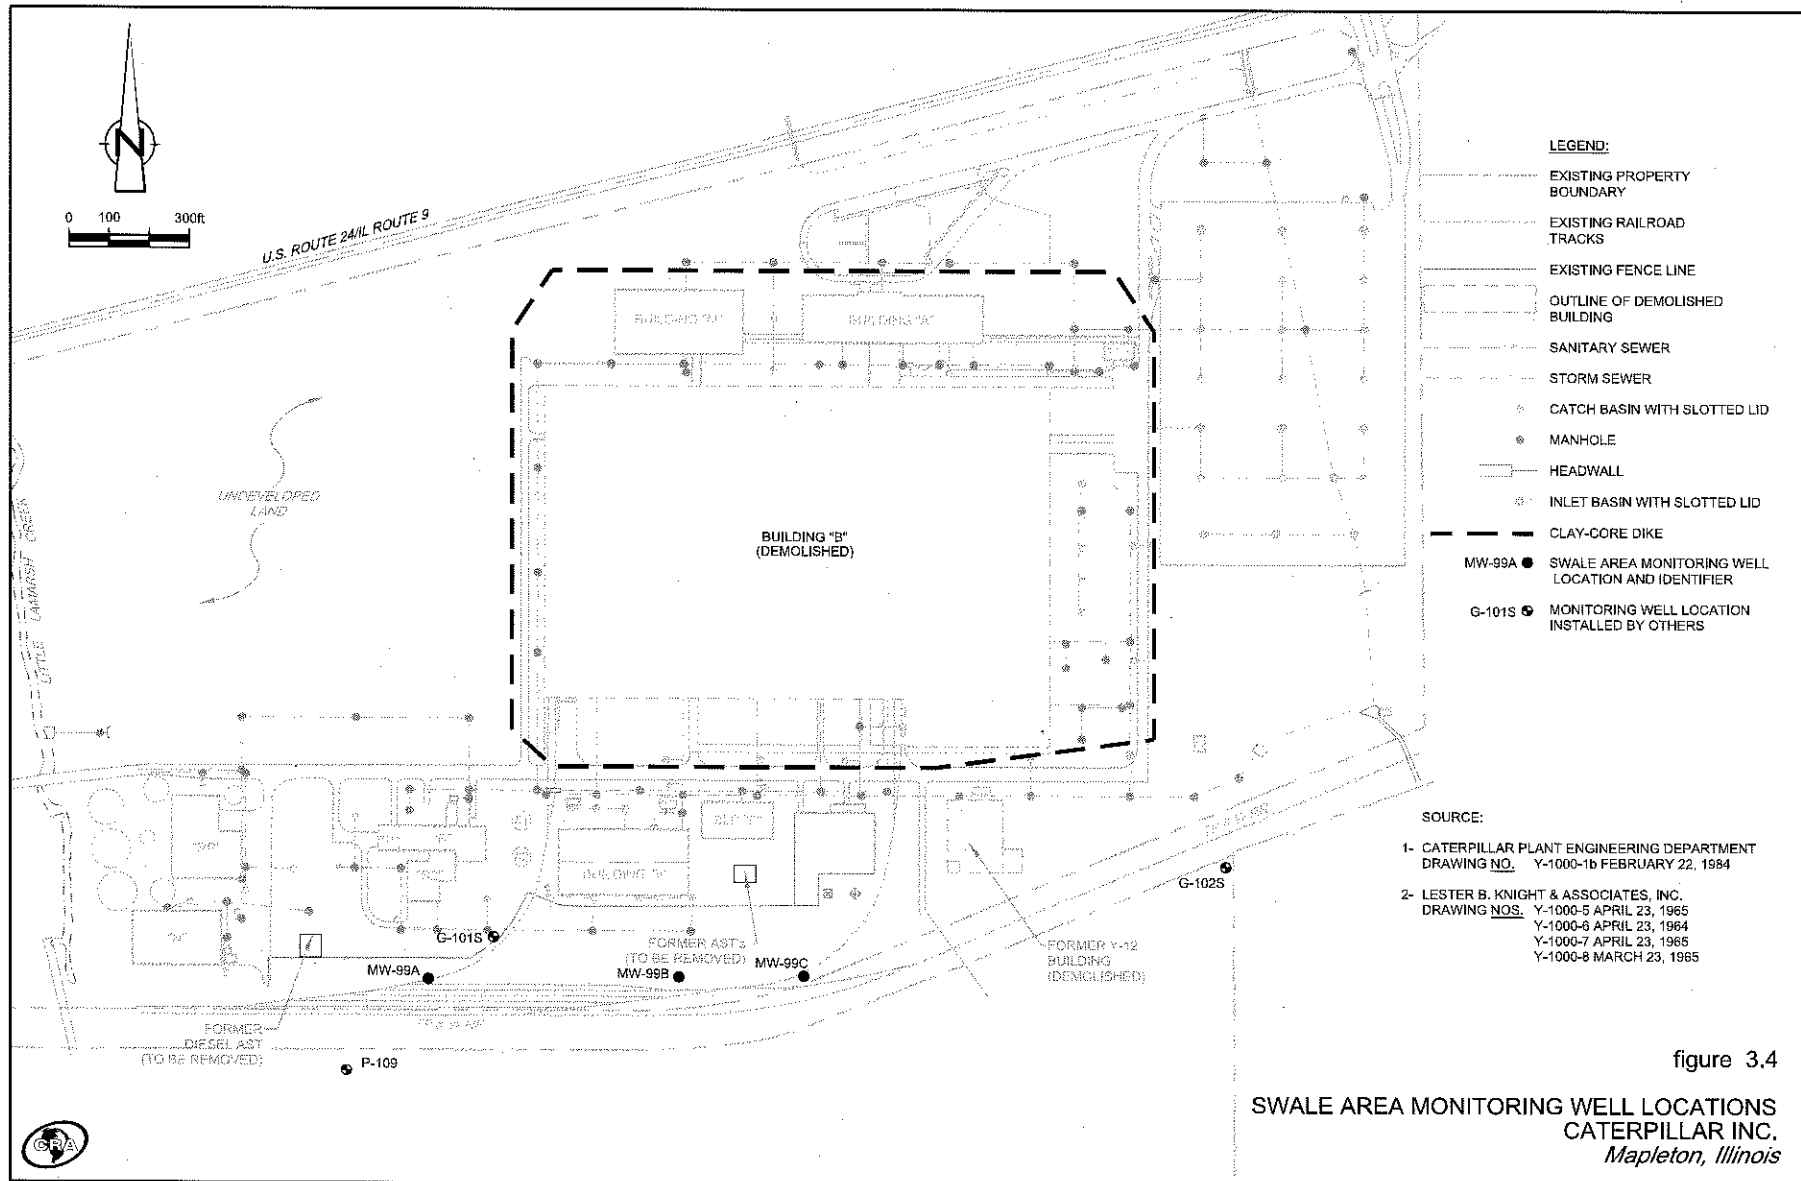 N
0 100 300ft
U.S. ROUTE 24/IL ROUTE 9
LEGEND:
EXISTING PROPERTY
BOUNDARY
EXISTING RAILROAD
TRACKS
EXISTING FENCE LINE
OUTLINE OF DEMOLISHED
BUILDING
SANITARY SEWER
STORM SEWER
CATCH BASIN WITH SLOTTED LID
MANHOLE
HEADWALL
INLET BASIN WITH SLOTTED LID
CLAY-CORE DIKE
MW-99A SWALE AREA MONITORING WELL
LOCATION AND IDENTIFIER
G-101S MONITORING WELL LOCATION
INSTALLED BY OTHERS
BUILDING
BUILDING "A"
UNDEVELOPED
LAND
LITTLE LAMARSH CREEK
BUILDING "B"
(DEMOLISHED)
BUILDING
G-101S
G-102S
FORMER AST's
(TO BE REMOVED)
MW-99A
MW-99B
MW-99C
FORMER Y-12
BUILDING
(DEMOLISHED)
FORMER
DIESEL AST
(TO BE REMOVED)
P-109
SOURCE:
1- CATERPILLAR PLANT ENGINEERING DEPARTMENT
DRAWING NO. Y-1000-1b FEBRUARY 22, 1984
2- LESTER B. KNIGHT & ASSOCIATES, INC.
DRAWING NOS. Y-1000-5 APRIL 23, 1965
Y-1000-6 APRIL 23, 1964
Y-1000-7 APRIL 23, 1965
Y-1000-8 MARCH 23, 1965
figure 3.4
SWALE AREA MONITORING WELL LOCATIONS
CATERPILLAR INC.
Mapleton, Illinois
CRA